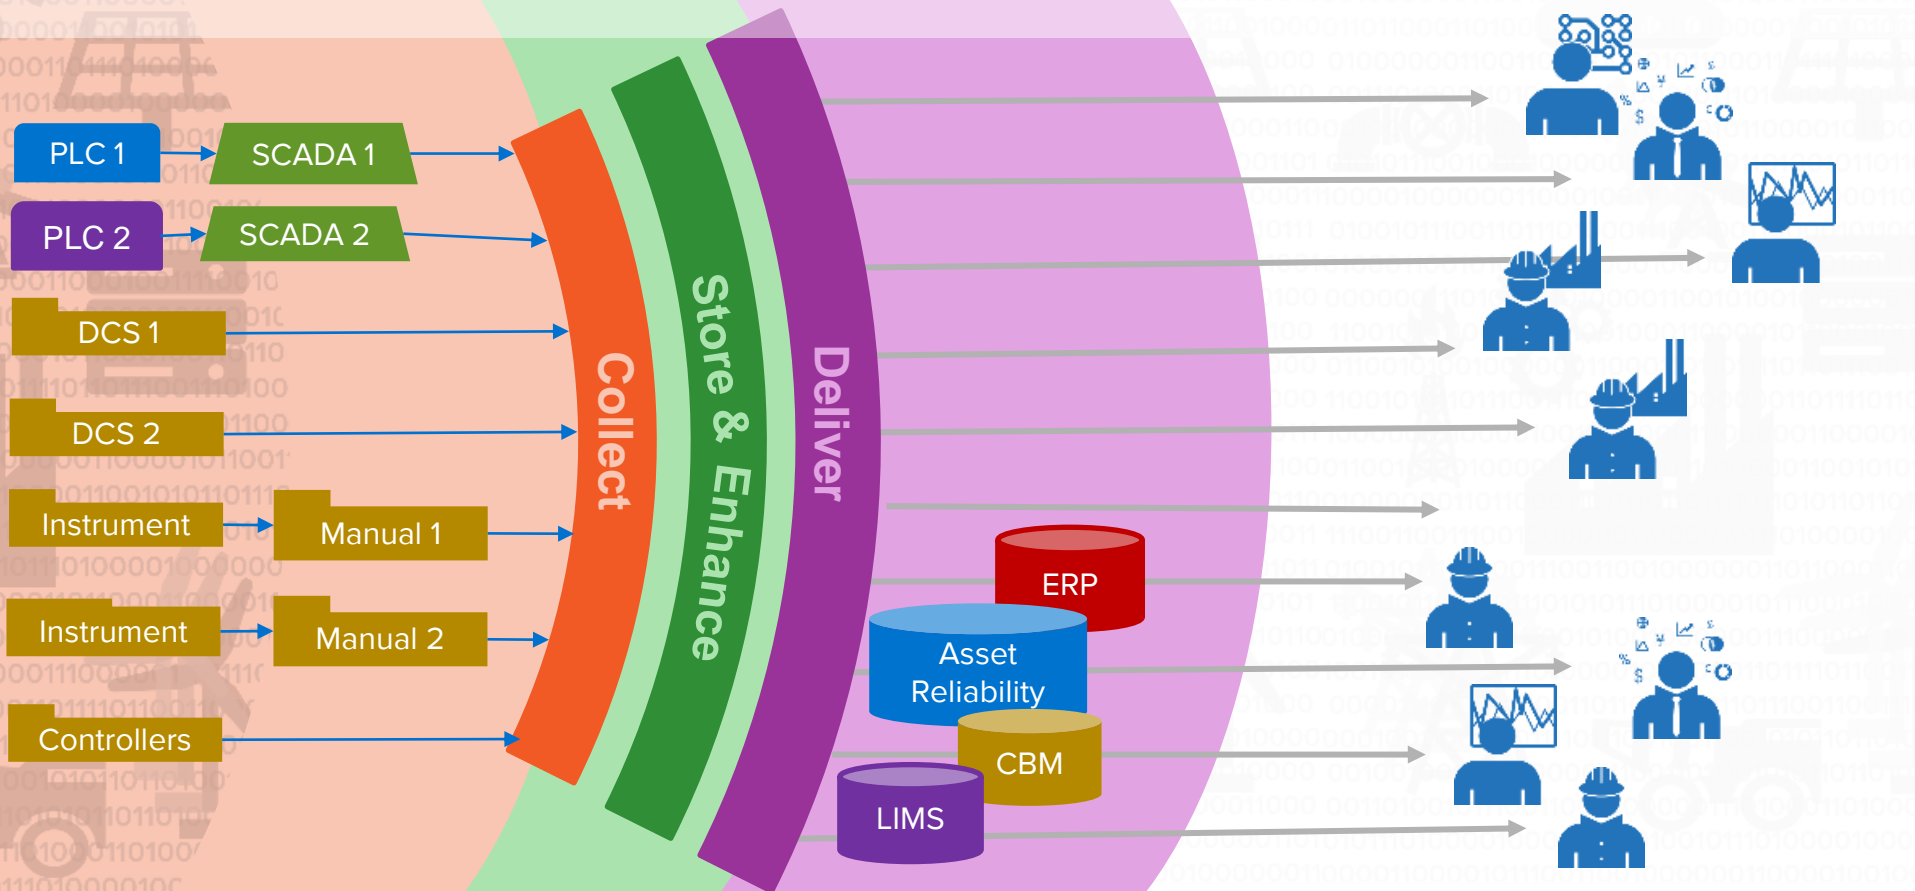 PLC 1
SCADA 1
PLC 2
SCADA 2
DCS 1
DCS 2
Instrument
Manual 1
Instrument
Manual 2
Controllers
Collect
Store & Enhance
Deliver
ERP
Asset
Reliability
CBM
LIMS